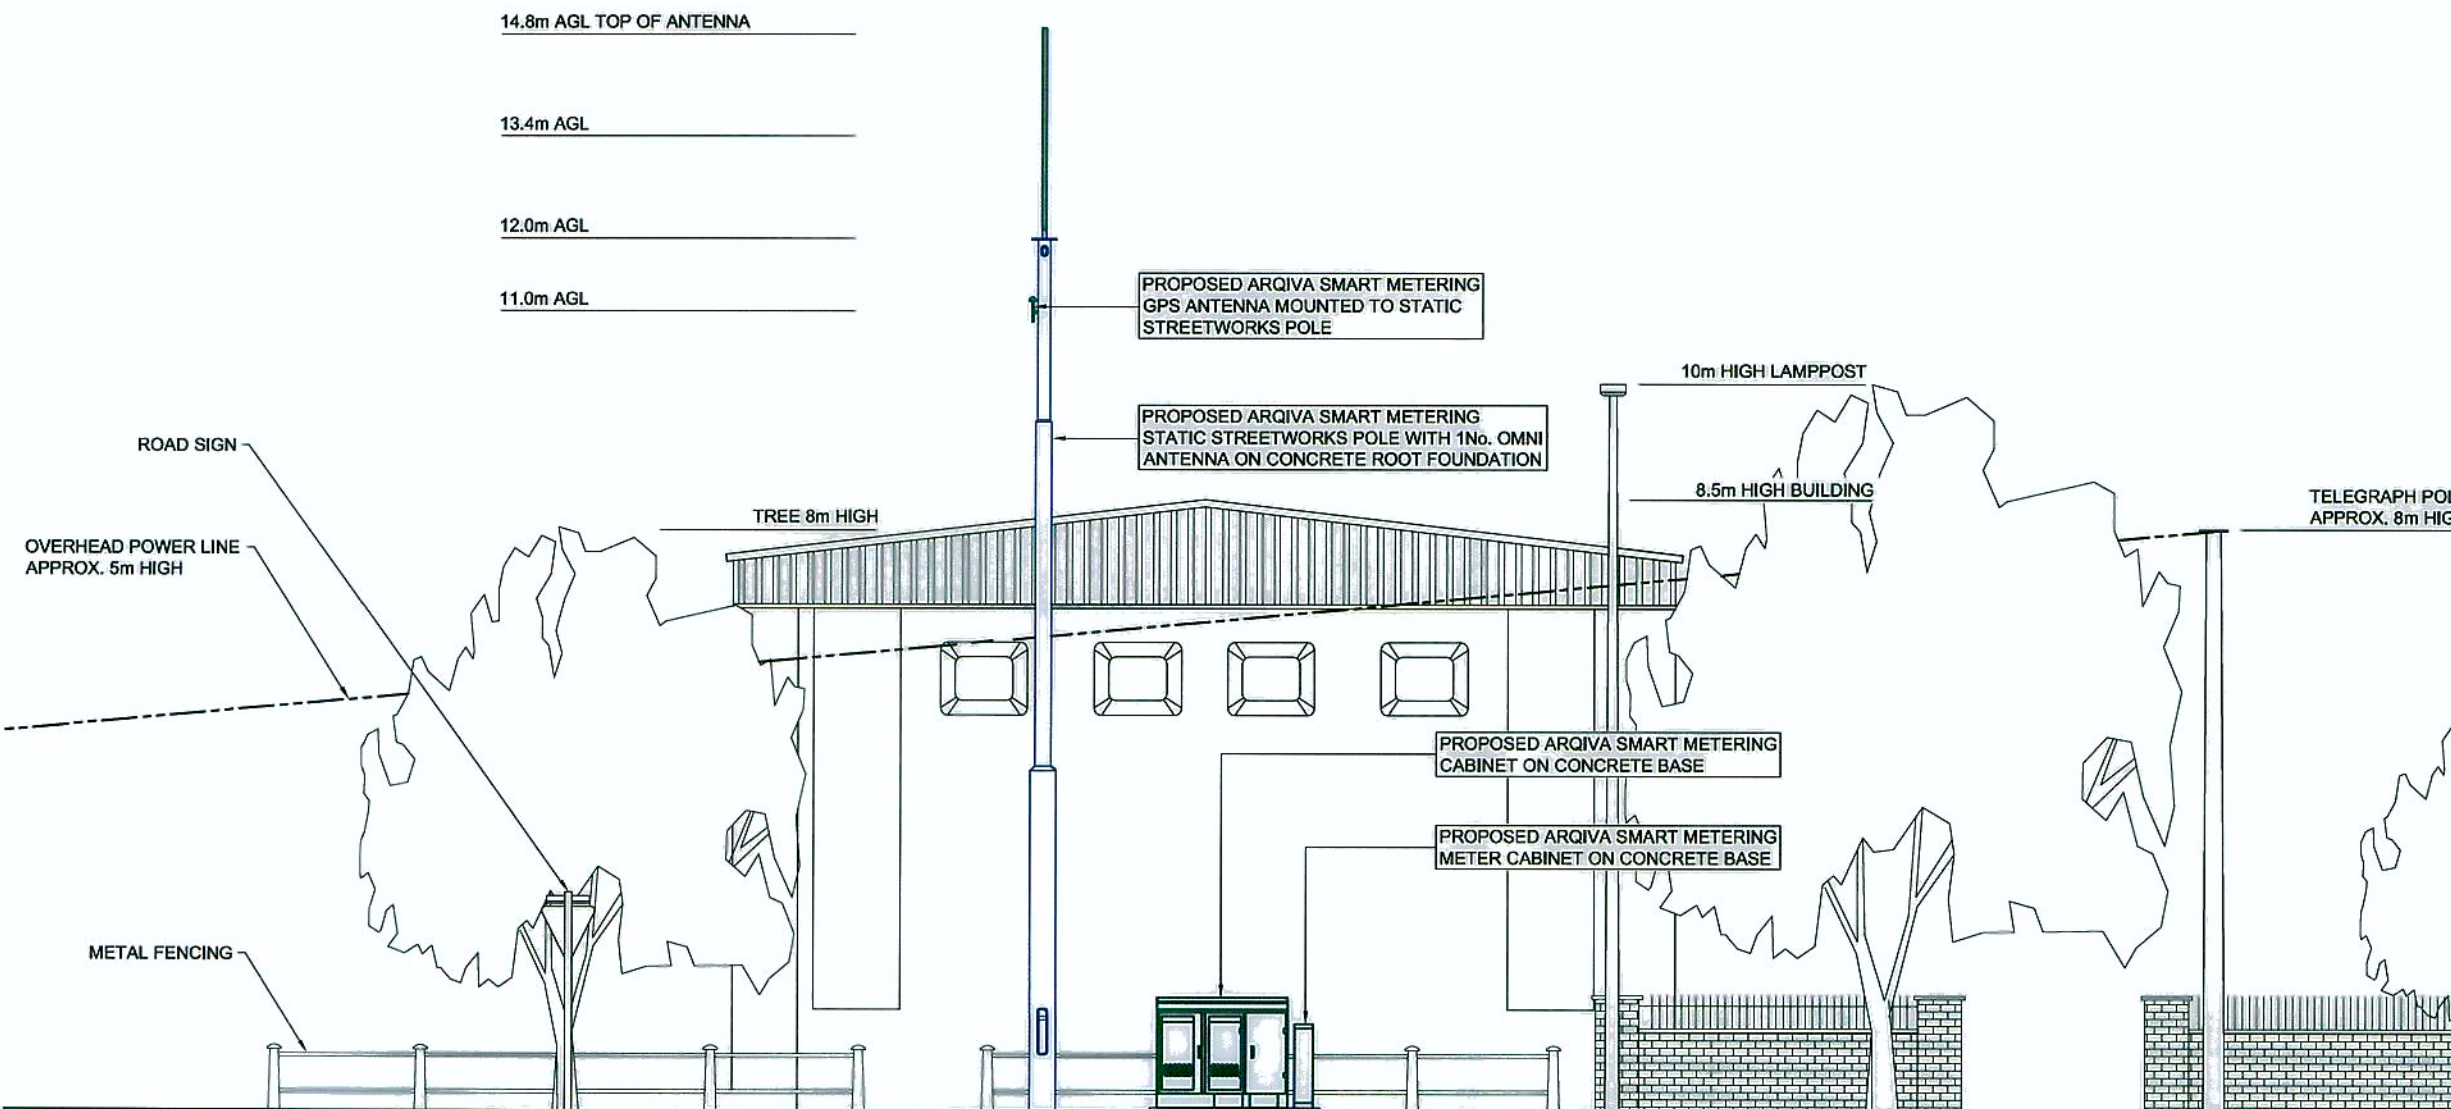 14.8m AGL TOP OF ANTENNA
13.4m AGL
12.0m AGL
11.0m AGL
PROPOSED ARQIVA SMART METERING
GPS ANTENNA MOUNTED TO STATIC
STREETWORKS POLE
10m HIGH LAMPPOST
PROPOSED ARQIVA SMART METERING
STATIC STREETWORKS POLE WITH 1No. OMNI
ANTENNA ON CONCRETE ROOT FOUNDATION
ROAD SIGN
8.5m HIGH BUILDING
TELEGRAPH
APPROX. 8m
TREE 8m HIGH
OVERHEAD POWER LINE
APPROX. 5m HIGH
PROPOSED ARQIVA SMART METERING
CABINET ON CONCRETE BASE
PROPOSED ARQIVA SMART METERING
METER CABINET ON CONCRETE BASE
METAL FENCING